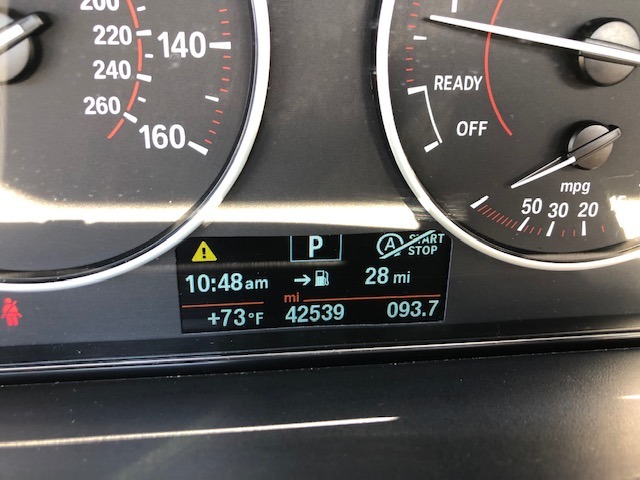 200
220
240
260
140
160
READY
OFF
mpg
50 30 20 15
P
A START
STOP
10:48am → 28 mi
mi
+73°F 42539 093.7